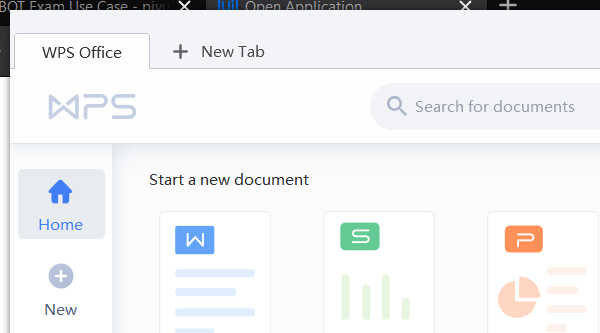 BOT Exam Use Case -
Open Application
WPS Office
New Tab
WPS
Search for documents
Start a new document
Home
W
S
P
New